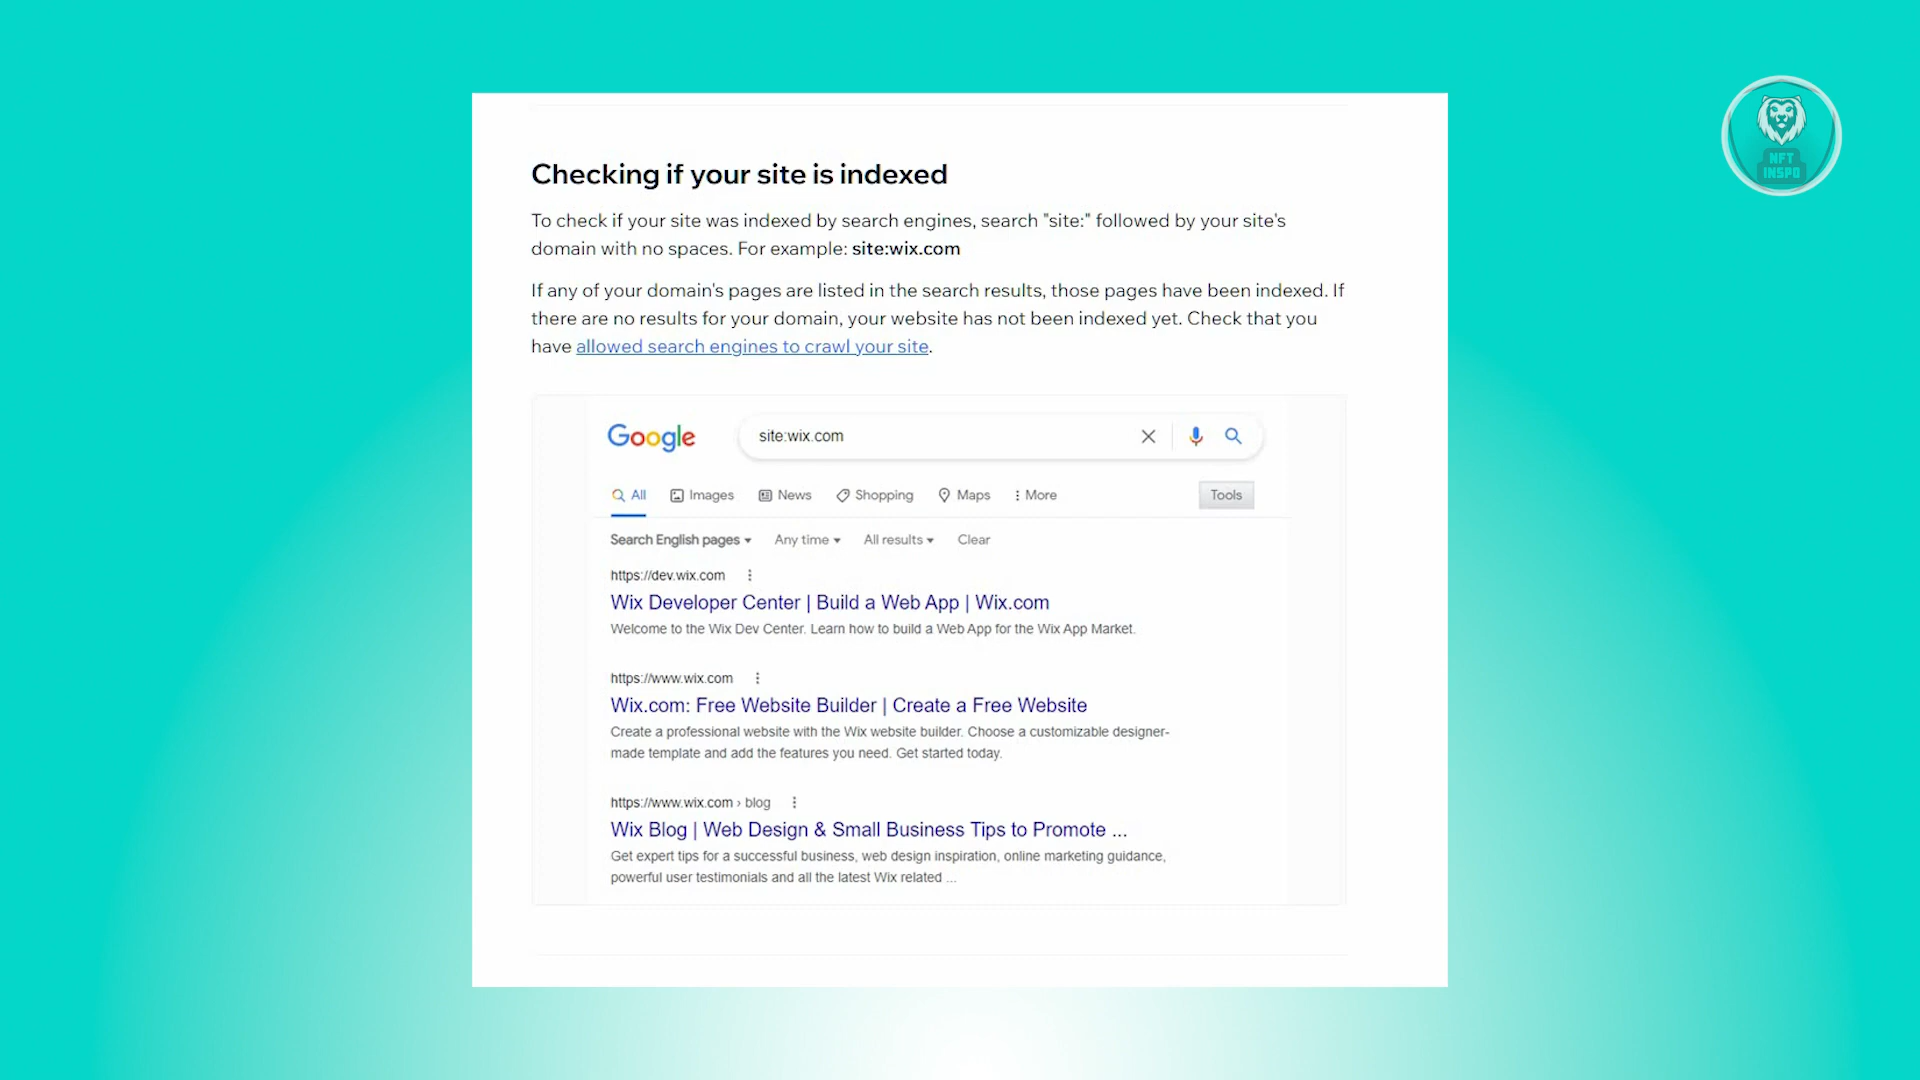 NFT
INSPO
Checking if your site is indexed
To check if your site was indexed by search engines, search "site:" followed by your site's
domain with no spaces. For example: site:wix.com
If any of your domain's pages are listed in the search results, those pages have been indexed. If
there are no results for your domain, your website has not been indexed yet. Check that you
have allowed search engines to crawl your site.
Google site:wix.com
All Images News Shopping Maps More Tools
Search English pages Any time All results Clear
https://dev.wix.com
Wix Developer Center | Build a Web App | Wix.com
Welcome to the Wix Dev Center. Learn how to build a Web App for the Wix App Market.
https://www.wix.com
Wix.com: Free Website Builder | Create a Free Website
Create a professional website with the Wix website builder. Choose a customizable designer-
made template and add the features you need. Get started today.
https://www.wix.com › blog
Wix Blog | Web Design & Small Business Tips to Promote ...
Get expert tips for a successful business, web design inspiration, online marketing guidance,
powerful user testimonials and all the latest Wix related ...